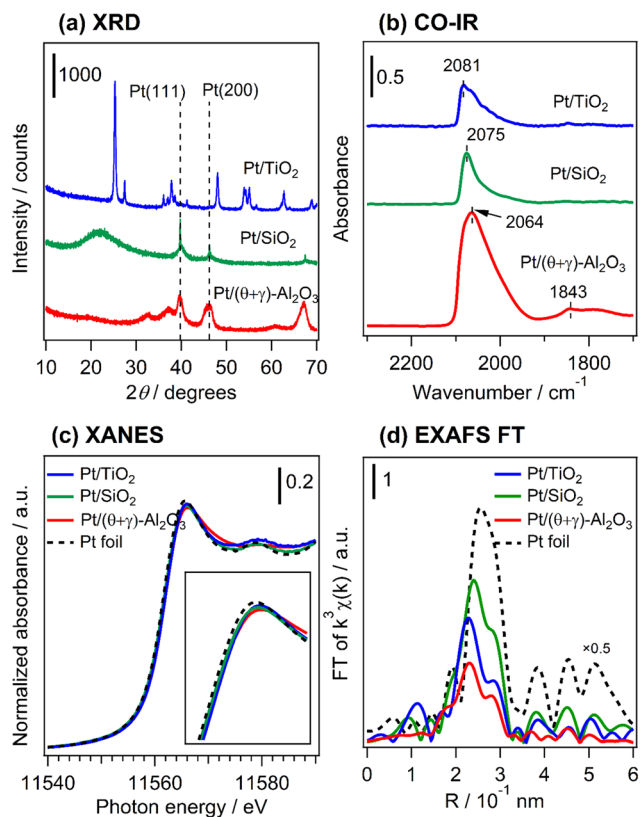 (a) XRD
1000
Pt(111)
Pt(200)
Pt/TiO₂
Pt/SiO₂
Pt/(θ+γ)-Al₂O₃
Intensity / counts
10 20 30 40 50 60 70
2θ / degrees
(b) CO-IR
0.5
2081
Pt/TiO₂
2075
Pt/SiO₂
2064
Pt/(θ+γ)-Al₂O₃
1843
Absorbance
2200 2000 1800
Wavenumber / cm⁻¹
(c) XANES
Pt/TiO₂
Pt/SiO₂
Pt/(θ+γ)-Al₂O₃
Pt foil
0.2
Normalized absorbance / a.u.
11540 11560 11580
Photon energy / eV
(d) EXAFS FT
1
Pt/TiO₂
Pt/SiO₂
Pt/(θ+γ)-Al₂O₃
Pt foil
×0.5
FT of k³χ(k) / a.u.
0 1 2 3 4 5 6
R / 10⁻¹ nm